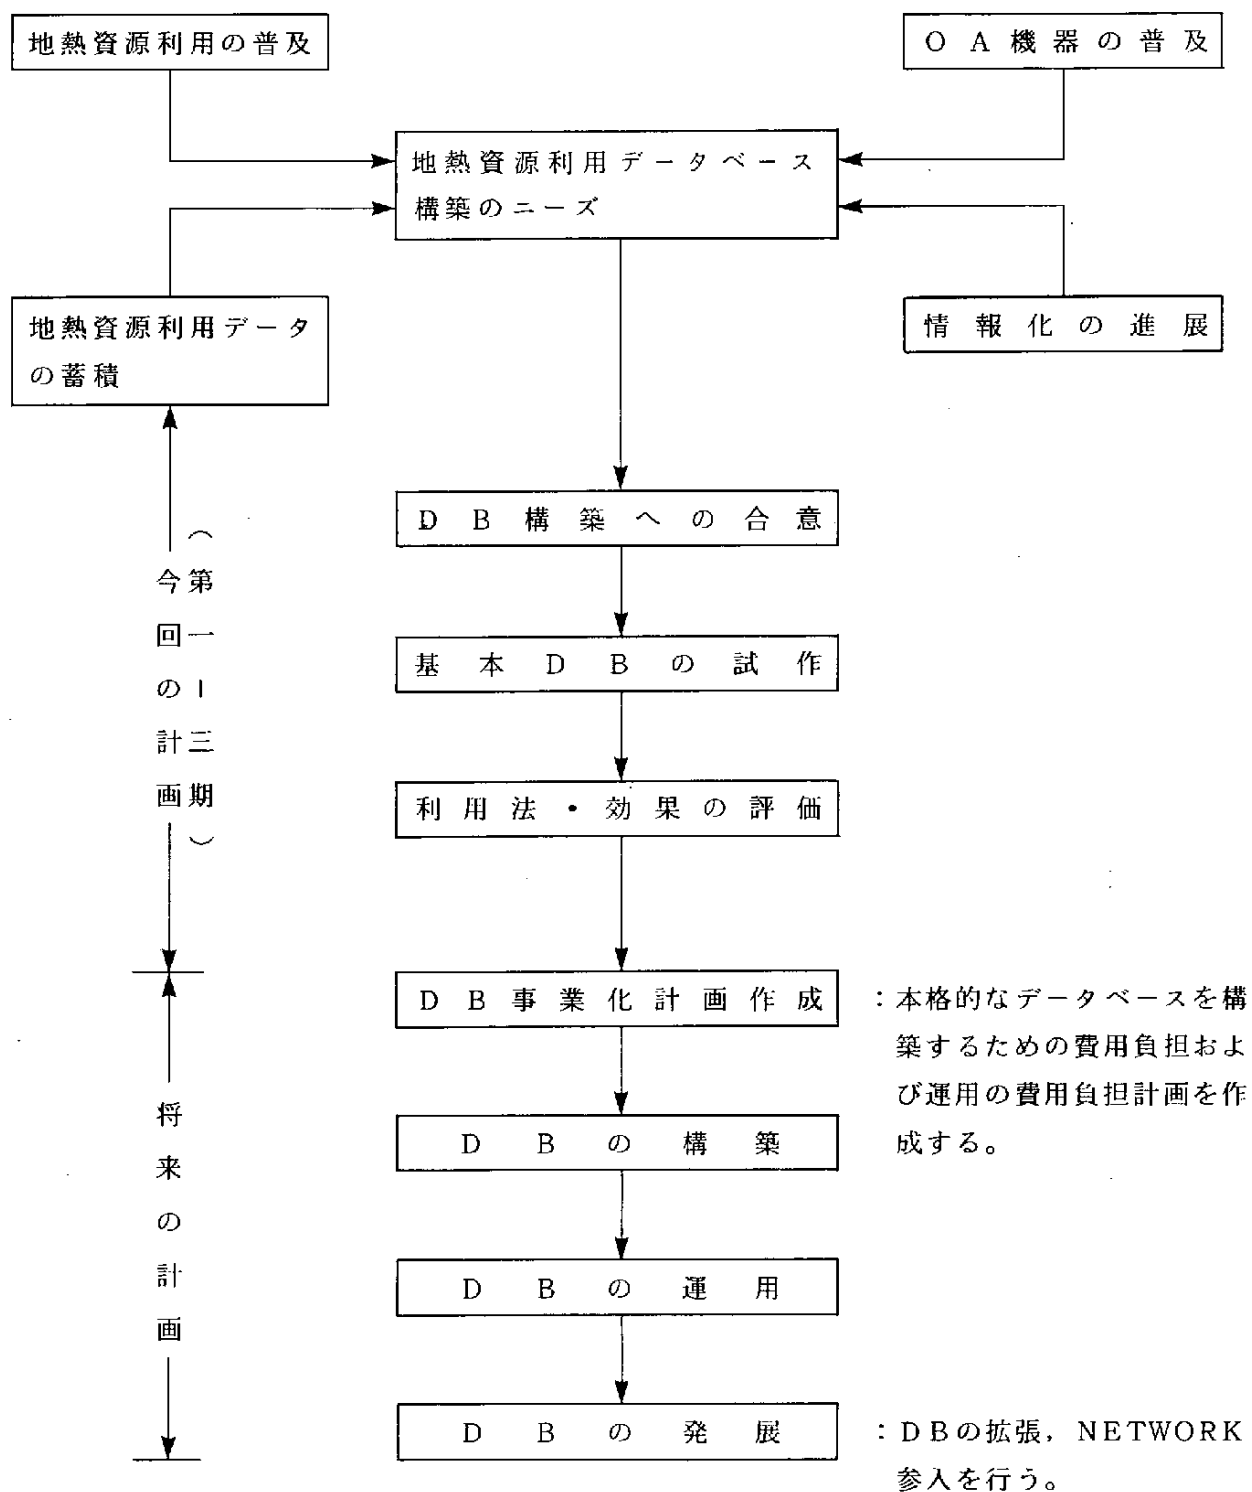 地熱資源利用の普及
OA機器の普及
地熱資源利用データベース
構築のニーズ
地熱資源利用データ
の蓄積
情報化の進展
DB構築への合意
基本DBの試作
利用法・効果の評価
今回の計画
(第一ー三期)
DB事業化計画作成
:本格的なデータベースを構
築するための費用負担およ
び運用の費用負担計画を作
成する。
DBの構築
将来の計画
DBの運用
DBの発展
:DBの拡張,NETWORK
参入を行う。